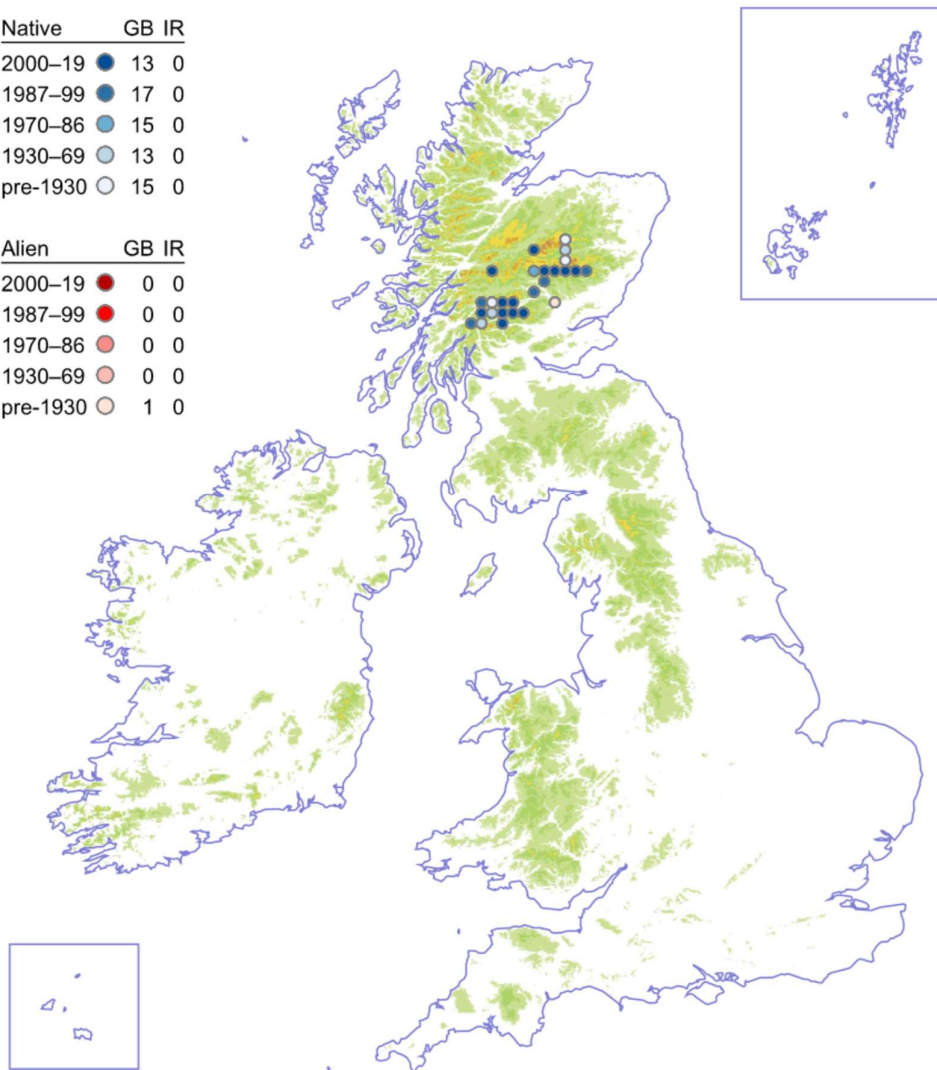 Native GB IR
2000–19 13 0
1987–99 17 0
1970–86 15 0
1930–69 13 0
pre-1930 15 0
Alien GB IR
2000–19 0 0
1987–99 0 0
1970–86 0 0
1930–69 0 0
pre-1930 1 0